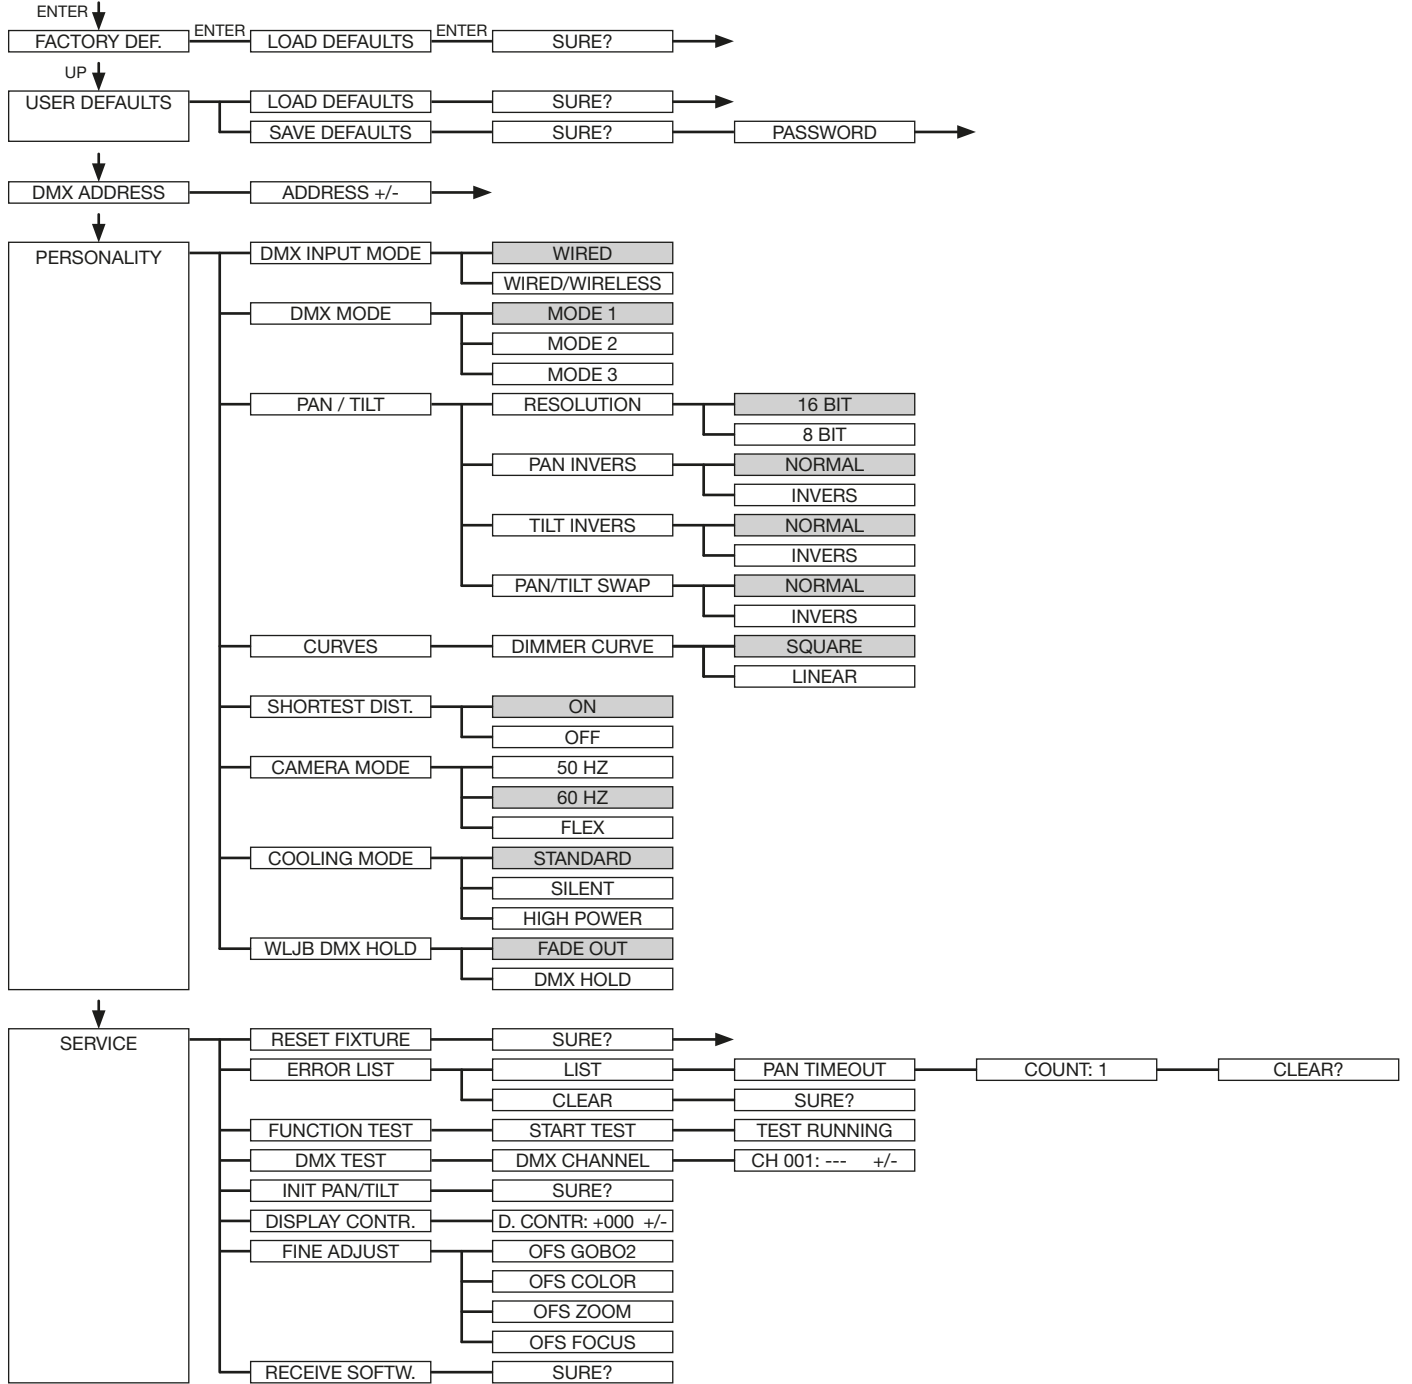 ENTER
FACTORY DEF. ENTER LOAD DEFAULTS ENTER SURE?
UP
USER DEFAULTS LOAD DEFAULTS SURE?
SAVE DEFAULTS SURE? PASSWORD
DMX ADDRESS ADDRESS +/-
PERSONALITY DMX INPUT MODE WIRED
WIRED/WIRELESS
DMX MODE MODE 1
MODE 2
MODE 3
PAN / TILT RESOLUTION 16 BIT
8 BIT
PAN INVERS NORMAL
INVERS
TILT INVERS NORMAL
INVERS
PAN/TILT SWAP NORMAL
INVERS
CURVES DIMMER CURVE SQUARE
LINEAR
SHORTEST DIST. ON
OFF
CAMERA MODE 50 HZ
60 HZ
FLEX
COOLING MODE STANDARD
SILENT
HIGH POWER
WLJB DMX HOLD FADE OUT
DMX HOLD
SERVICE RESET FIXTURE SURE?
ERROR LIST LIST PAN TIMEOUT COUNT: 1 CLEAR?
CLEAR SURE?
FUNCTION TEST START TEST TEST RUNNING
DMX TEST DMX CHANNEL CH 001: --- +/-
INIT PAN/TILT SURE?
DISPLAY CONTR. D. CONTR: +000 +/-
FINE ADJUST OFS GOBO2
OFS COLOR
OFS ZOOM
OFS FOCUS
RECEIVE SOFTW. SURE?